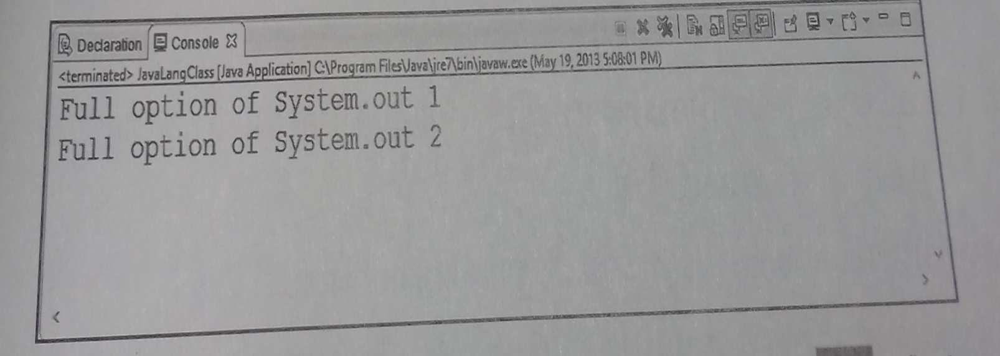 Declaration Console
<terminated> JavaLangClass [Java Application] C:\Program Files\Java\jre7\bin\javaw.exe (May 19, 2013 5:08:01 PM)
Full option of System.out 1
Full option of System.out 2